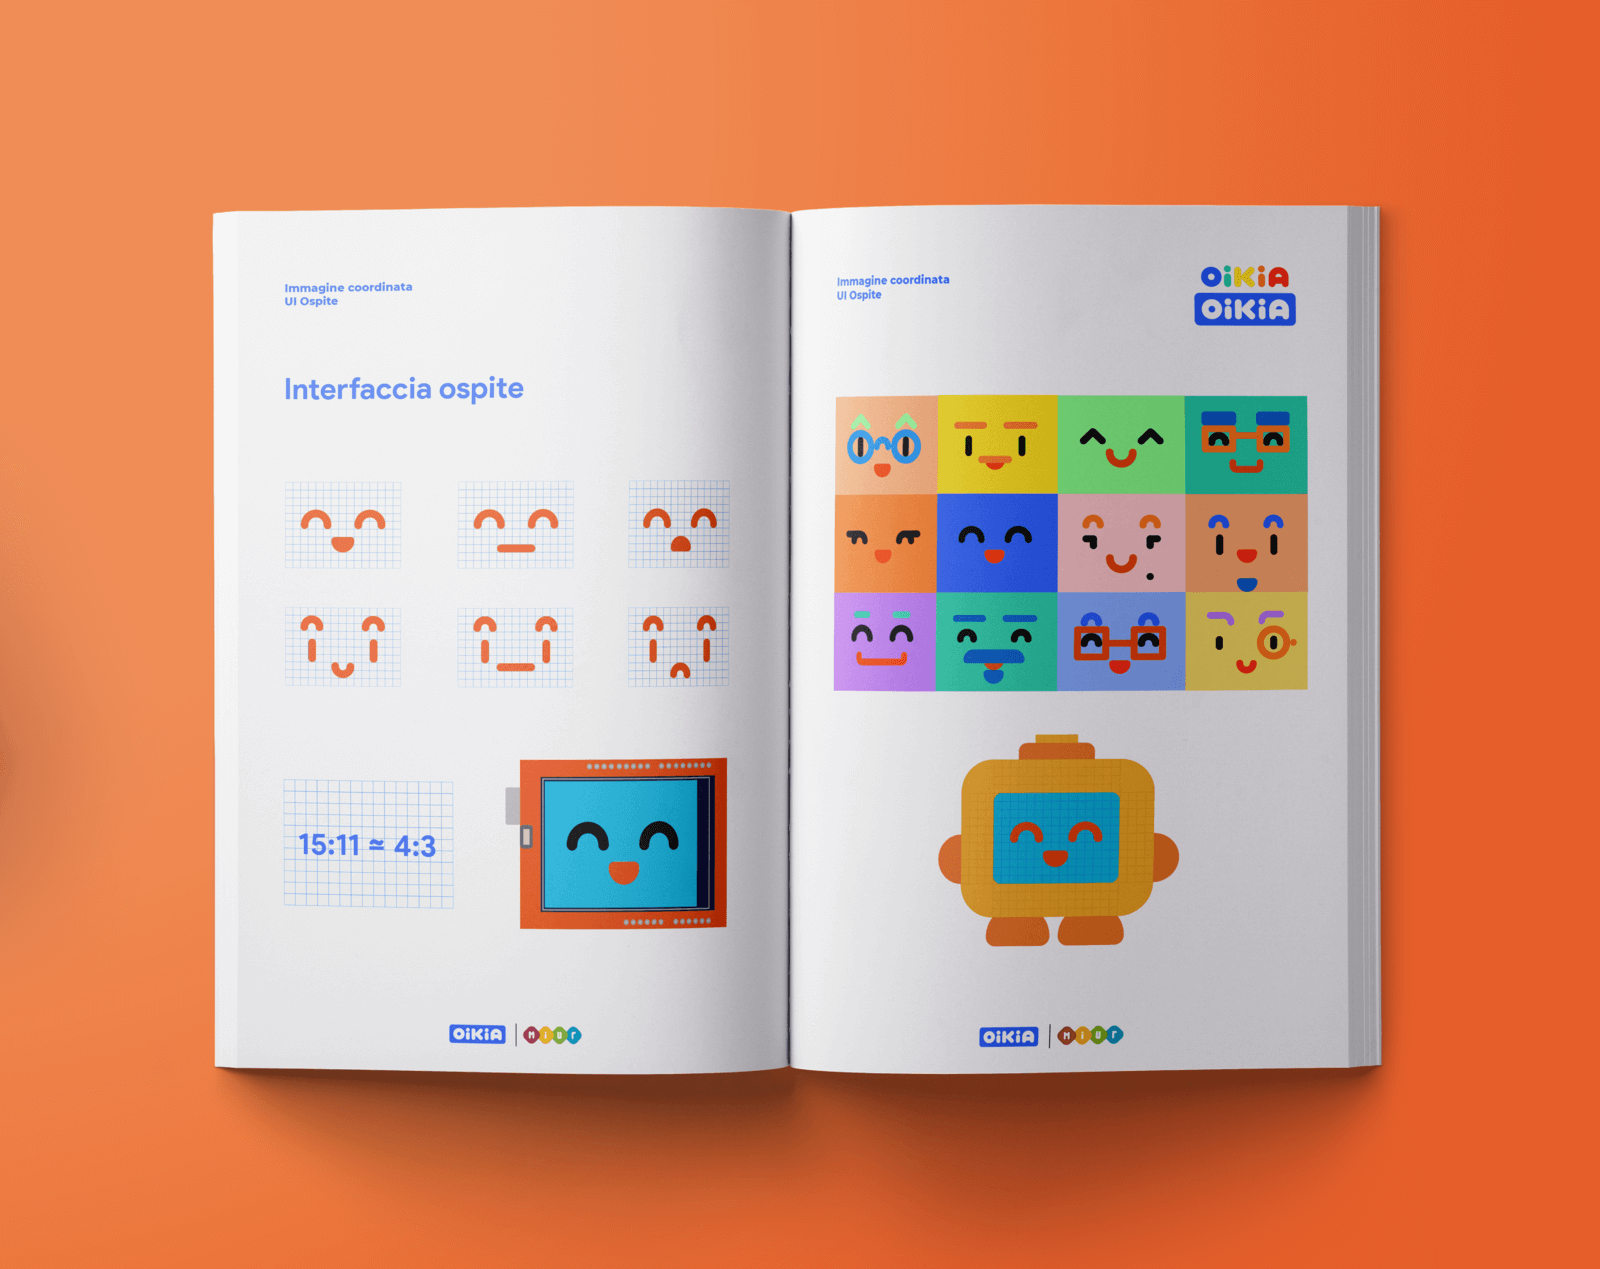 Immagine coordinata
UI Ospite
Interfaccia ospite
15:11 ≃ 4:3
OiKiA
MiUr
Immagine coordinata
UI Ospite
OiKiA
OiKiA
OiKiA
MiUr